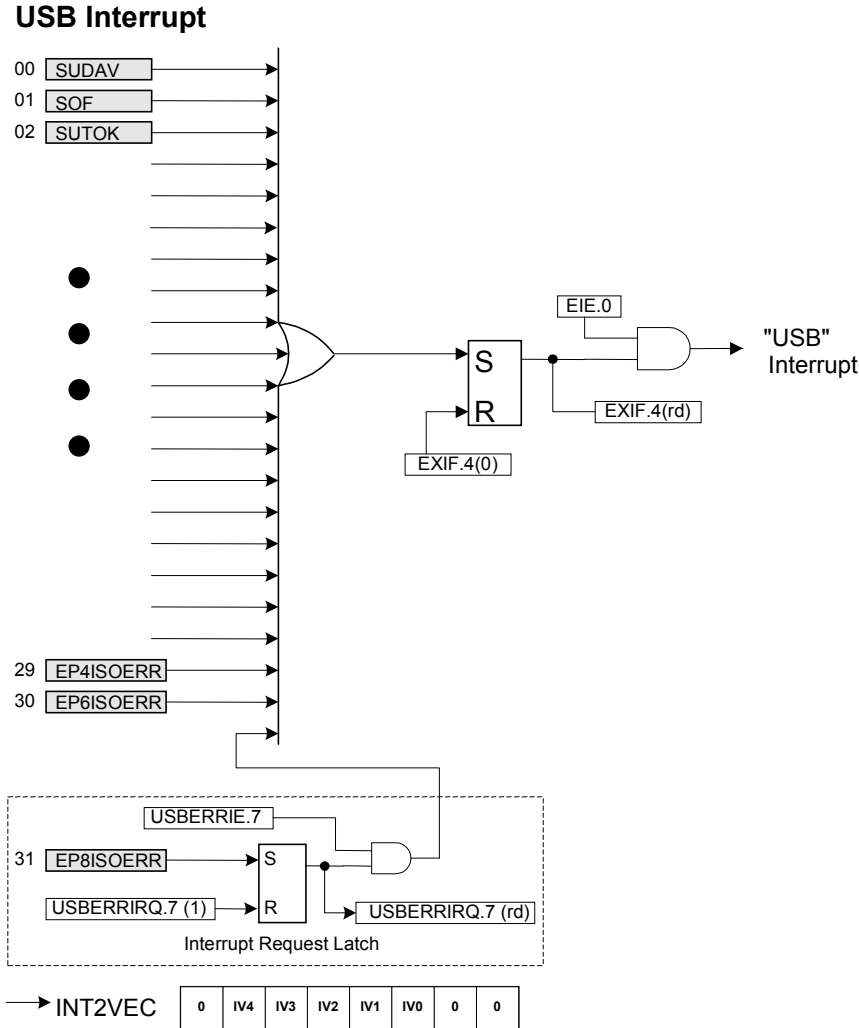 USB Interrupt
00 SUDAV
01 SOF
02 SUTOK
EIE.0
"USB"
Interrupt
S
R
EXIF.4(rd)
EXIF.4(0)
29 EP4ISOERR
30 EP6ISOERR
USBERRIE.7
31 EP8ISOERR
S
USBERRIRQ.7 (1)
R
USBERRIRQ.7 (rd)
Interrupt Request Latch
INT2VEC 0 IV4 IV3 IV2 IV1 IV0 0 0